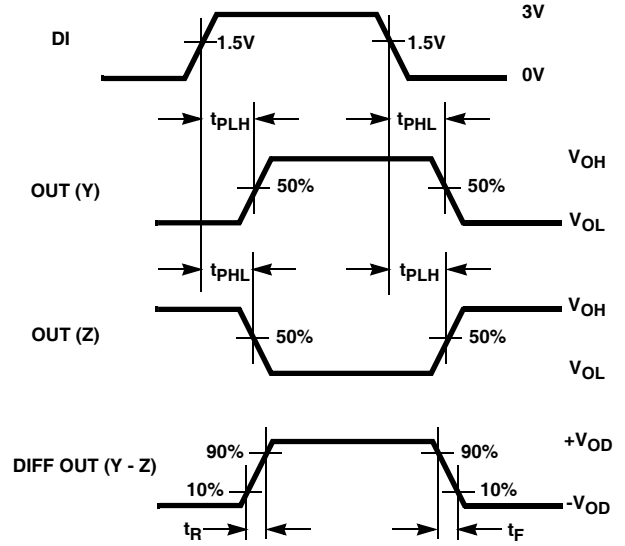 3V
DI
1.5V
1.5V
0V
tPLH
tPHL
VOH
50%
50%
OUT (Y)
VOL
tPHL
tPLH
VOH
OUT (Z)
50%
50%
VOL
+VOD
90%
90%
DIFF OUT (Y - Z)
10%
10%
-VOD
tR
tF